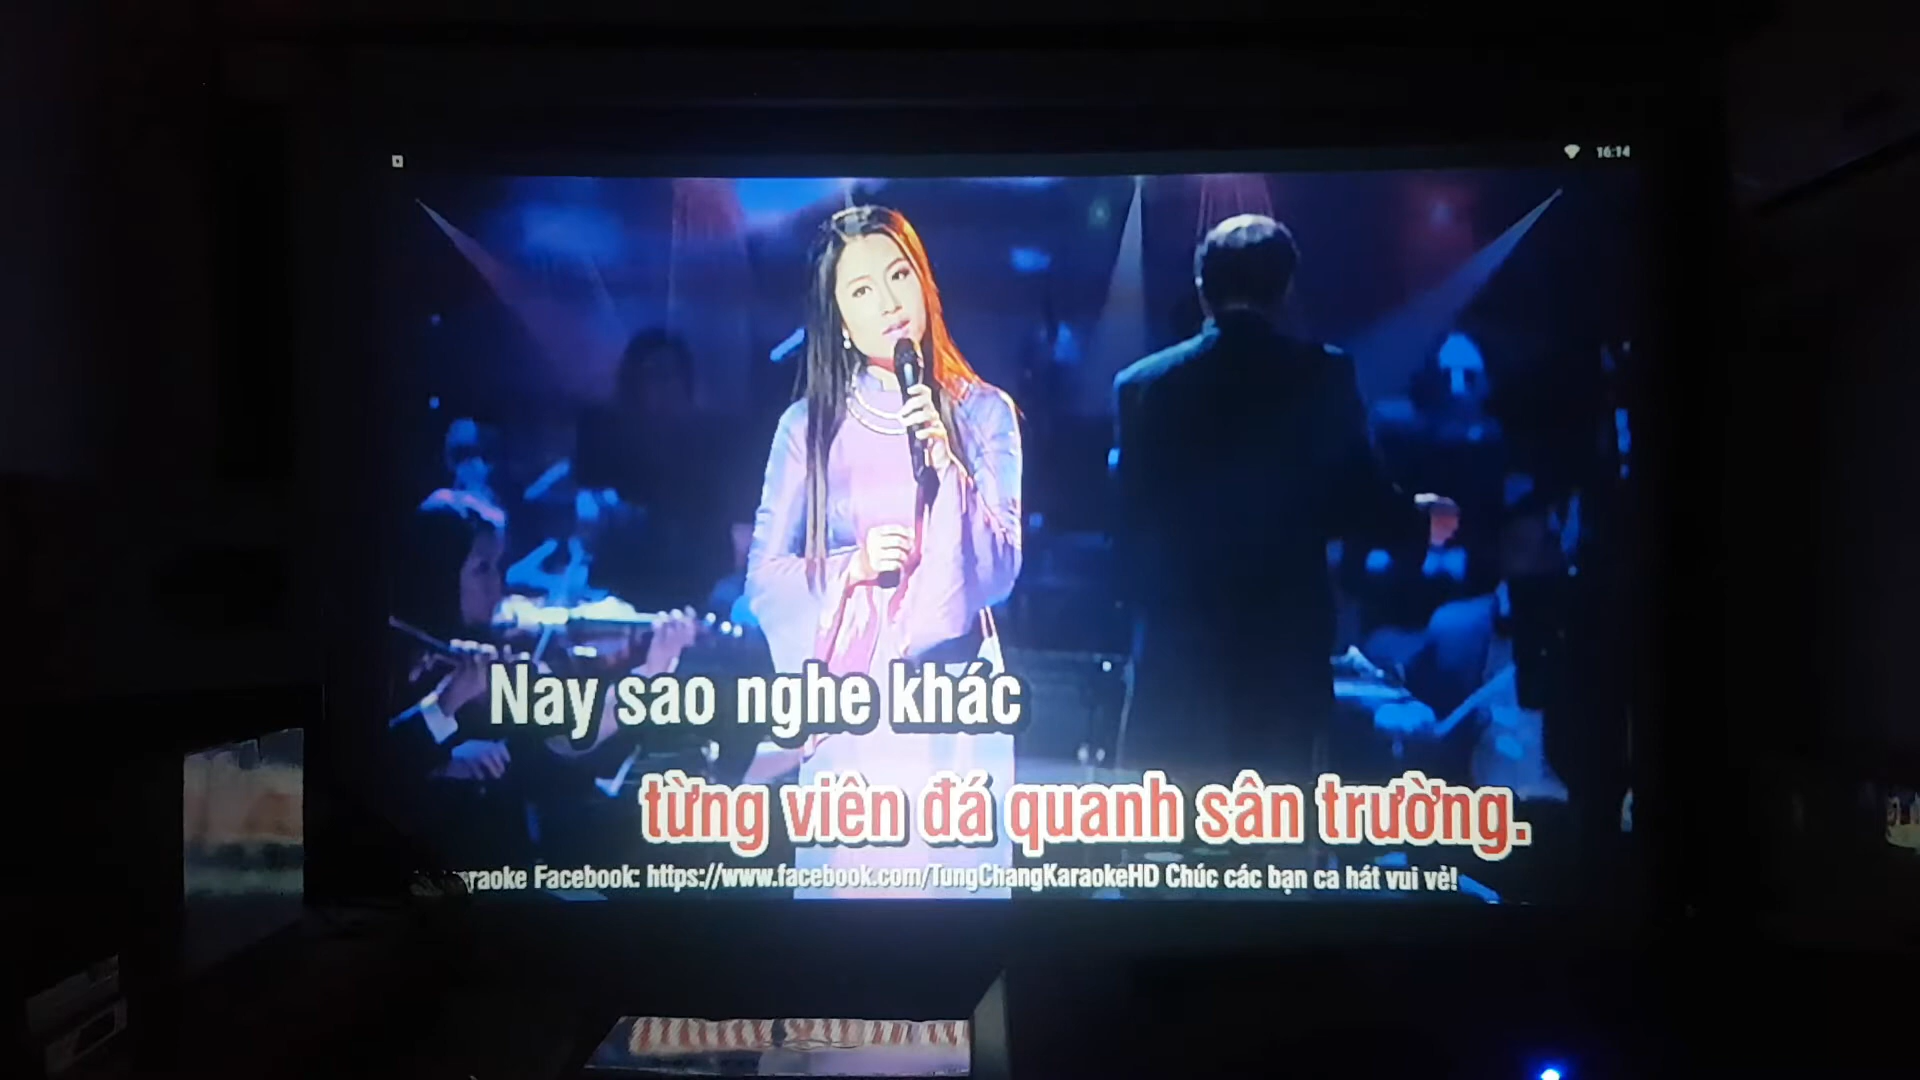 16:14
Nay sao nghe khác
từng viên đá quanh sân trường.
Facebook: https://www.facebook.com/TungChangKaraokeHD Chúc các bạn ca hát vui vẻ!